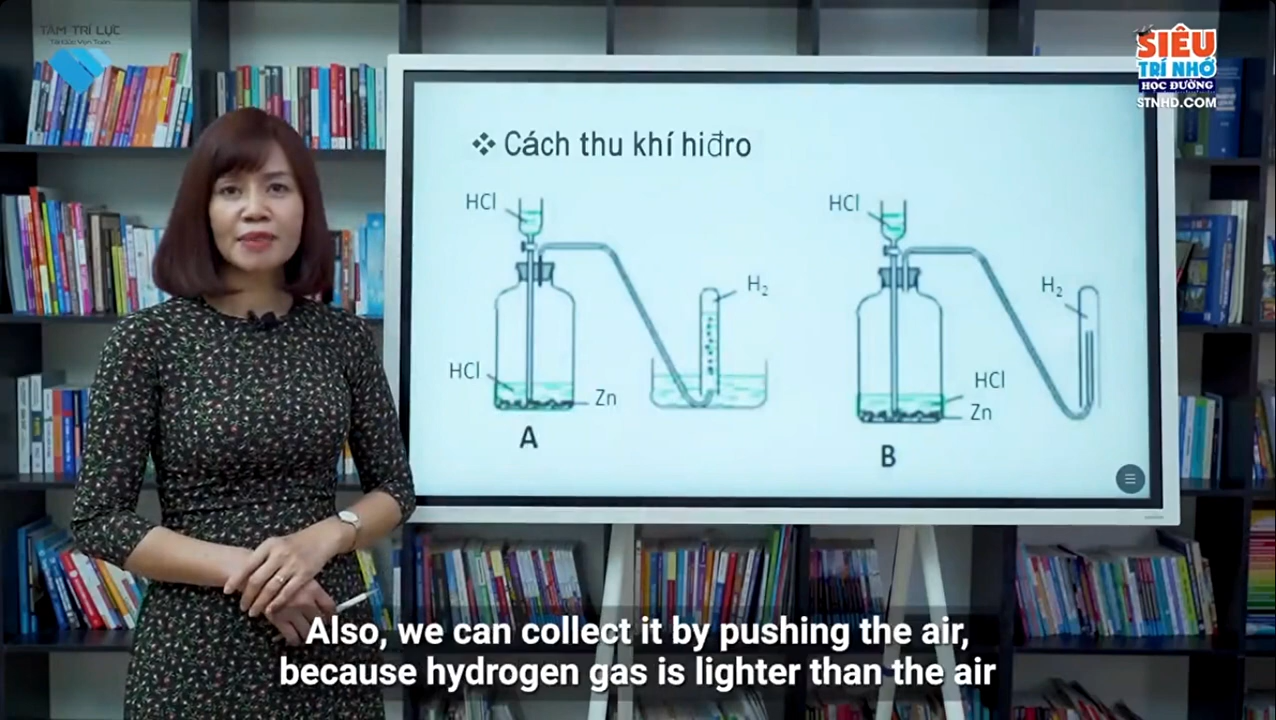 TÂM TRÍ LỰC
SIÊU
TRÍ NHỚ
HỌC ĐƯỜNG
STNHD.COM
❖ Cách thu khí hiđro
HCl
HCl
Zn
H₂
A
HCl
H₂
HCl
Zn
B
Also, we can collect it by pushing the air,
because hydrogen gas is lighter than the air